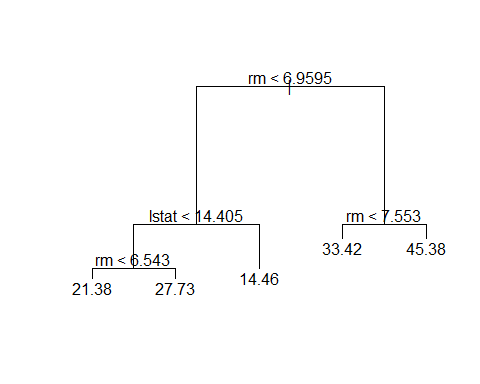 rm < 6.9595
lstat < 14.405
rm < 7.553
rm < 6.543
33.42
45.38
21.38
27.73
14.46